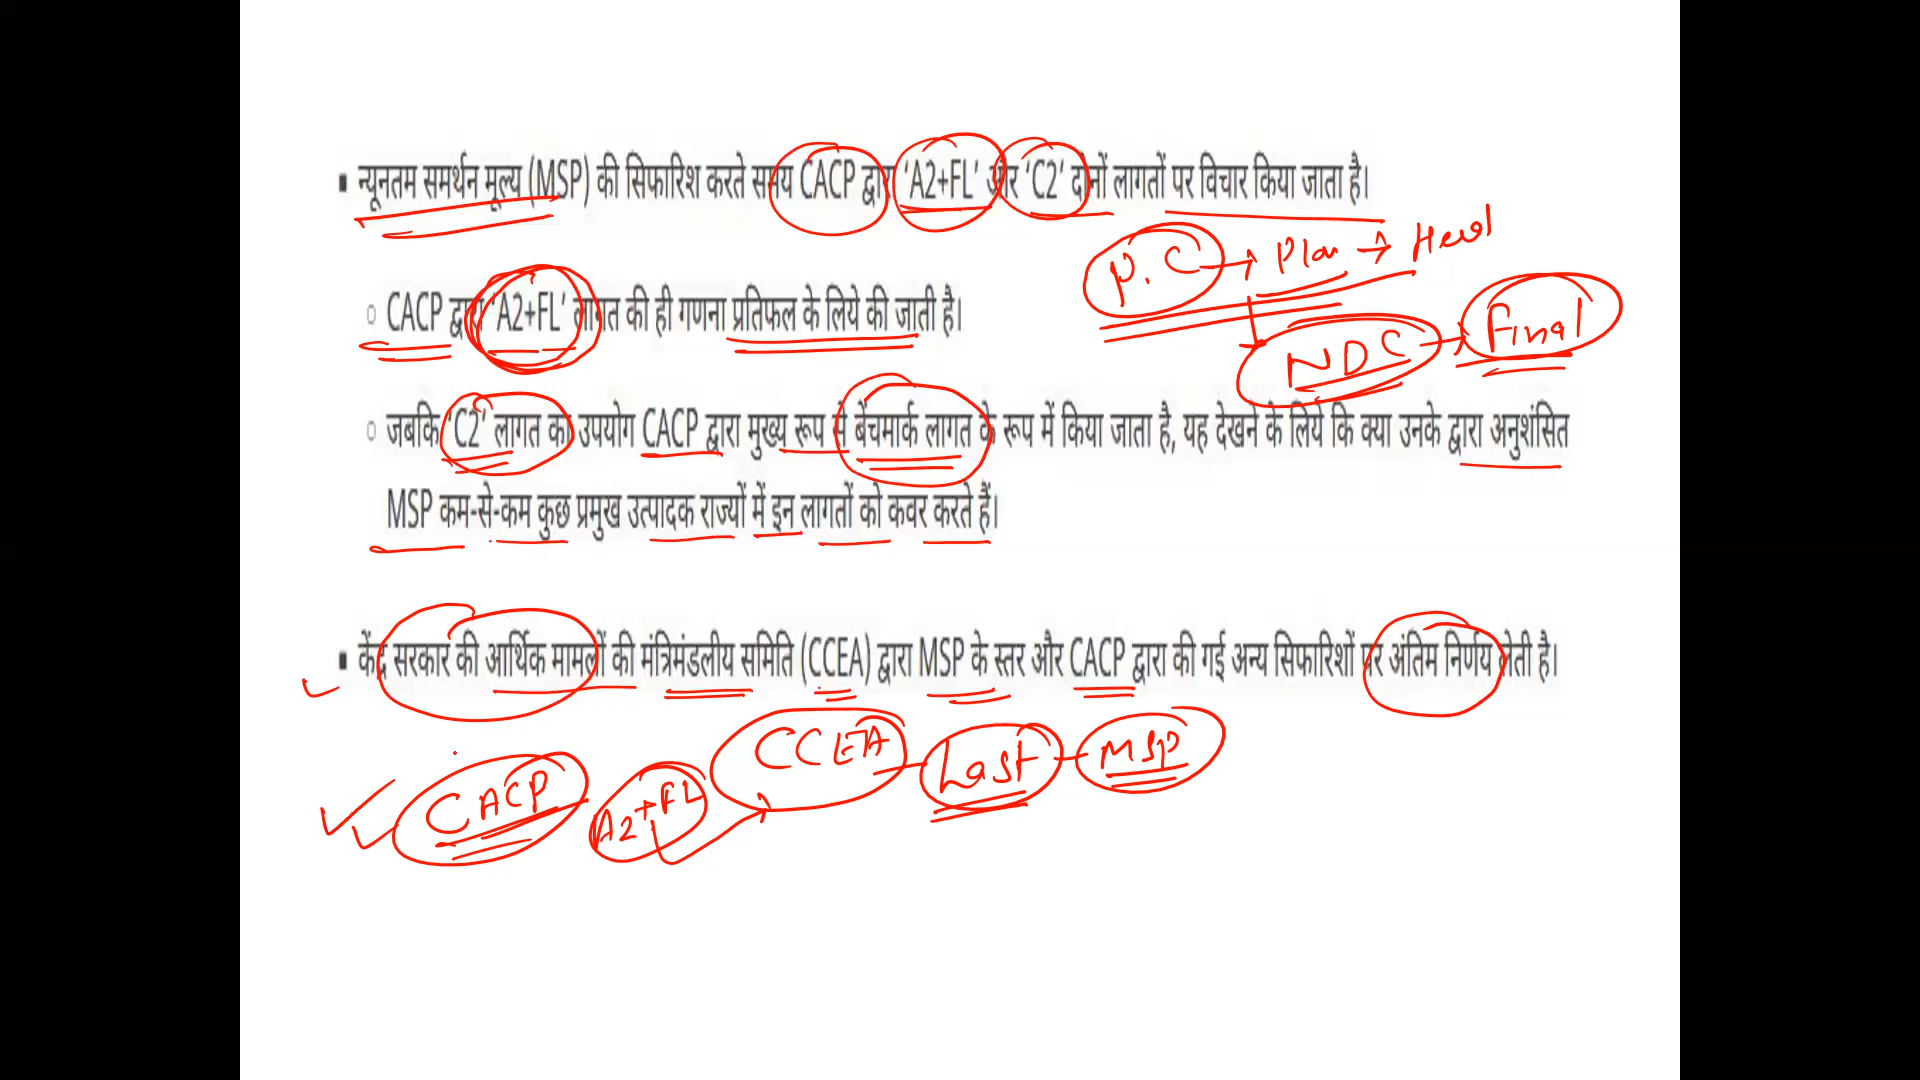 ▪ न्यूनतम समर्थन मूल्य (MSP) की सिफारिश करते समय CACP द्वारा 'A2+FL' और 'C2' दोनों लागतों पर विचार किया जाता है।
P.C → Plan →
○ CACP द्वारा 'A2+FL' लागत की ही गणना प्रतिफल के लिये की जाती है।
NDC → Final
○ जबकि 'C2' लागत का उपयोग CACP द्वारा मुख्य रूप से बेंचमार्क लागत के रूप में किया जाता है, यह देखने के लिये कि क्या उनके द्वारा अनुशंसित
MSP कम-से-कम कुछ प्रमुख उत्पादक राज्यों में इन लागतों को कवर करते हैं।
▪ केंद्र सरकार की आर्थिक मामलों की मंत्रिमंडलीय समिति (CCEA) द्वारा MSP के स्तर और CACP द्वारा की गई अन्य सिफारिशों पर अंतिम निर्णय लेती है।
CCEA - Last - MSP
CACP A2+FL